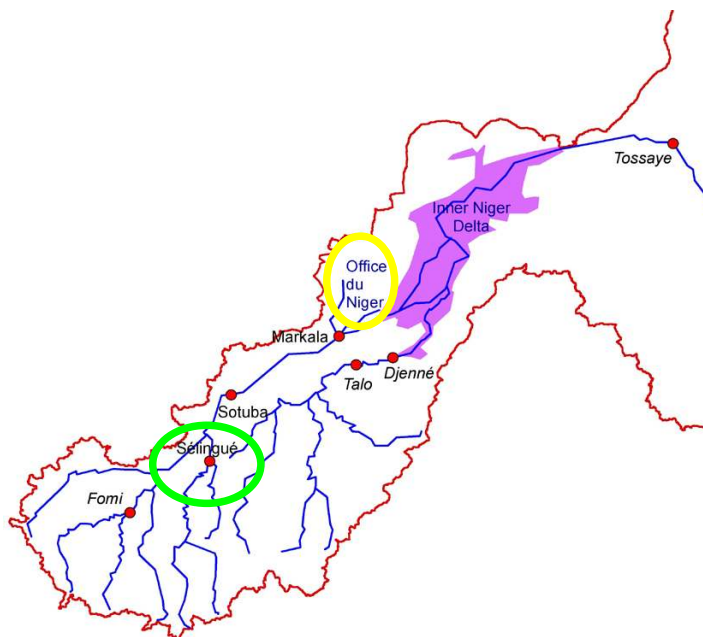 Tossaye
Inner Niger
Delta
Office
du
Niger
Markala
Djenné
Talo
Sotuba
Sélingué
Fomi